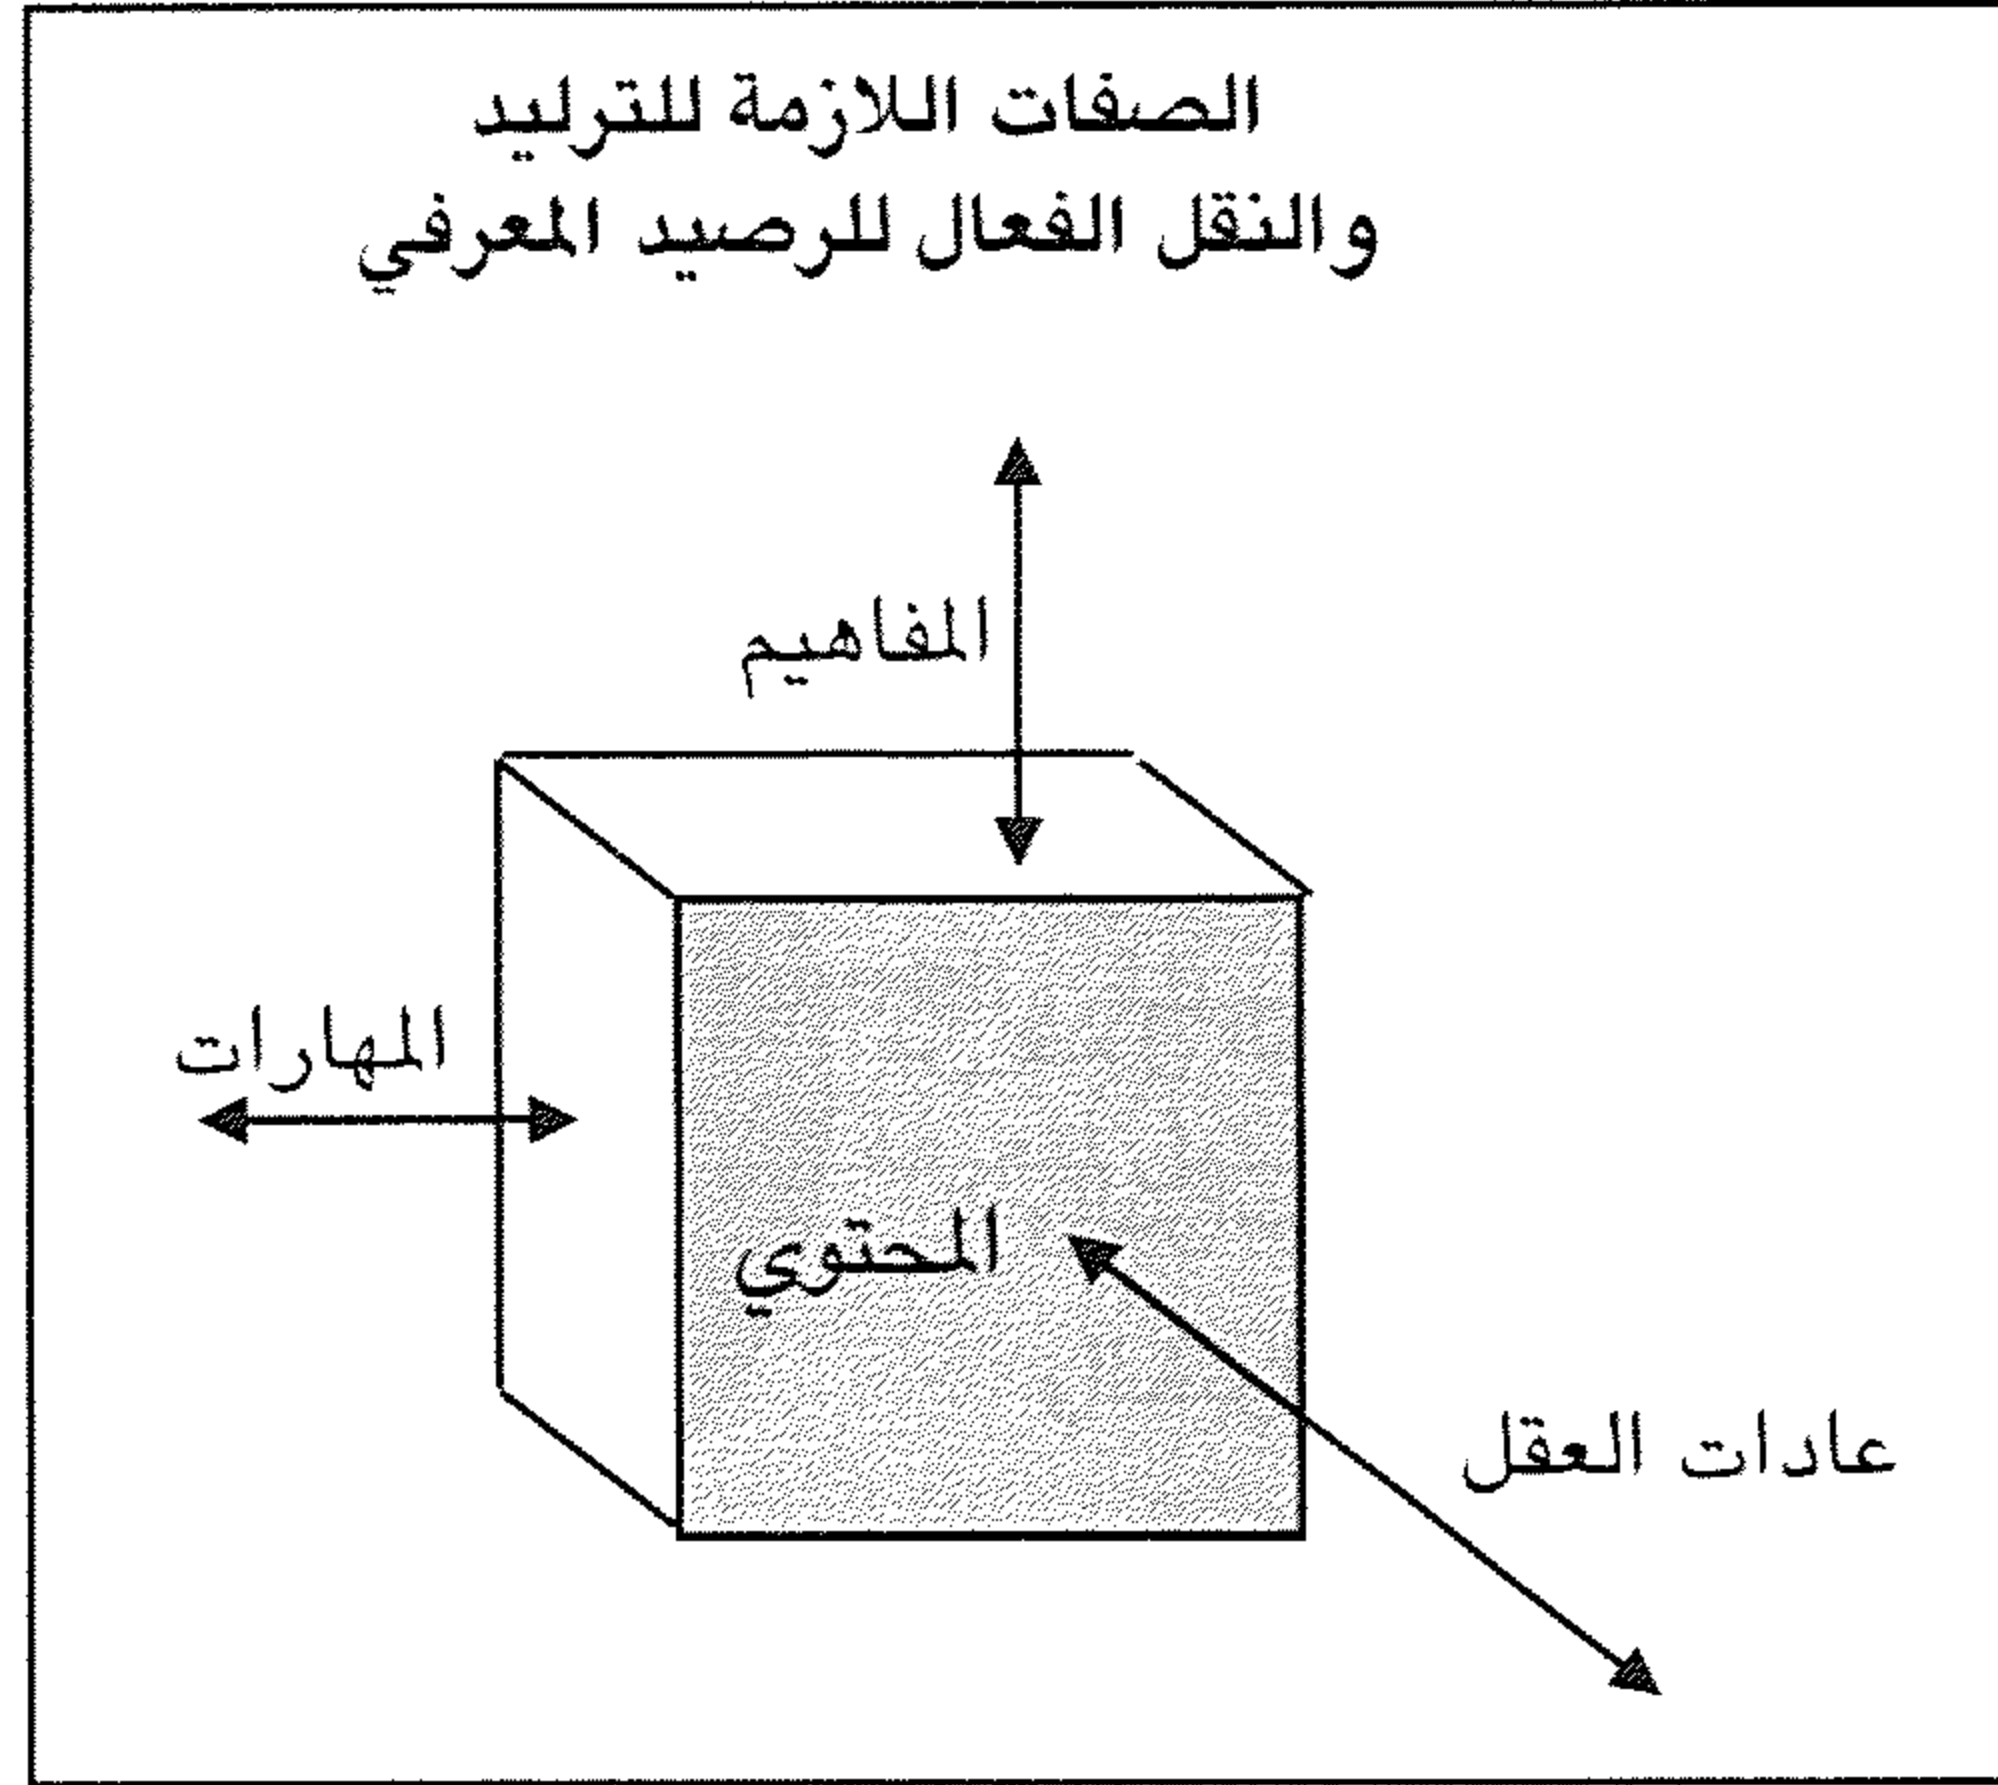 الصفات اللازمة للترليد
والنقل الفعال للرصيد المعرفي
المفاهيم
المهارات
المحتوي
عادات العقل